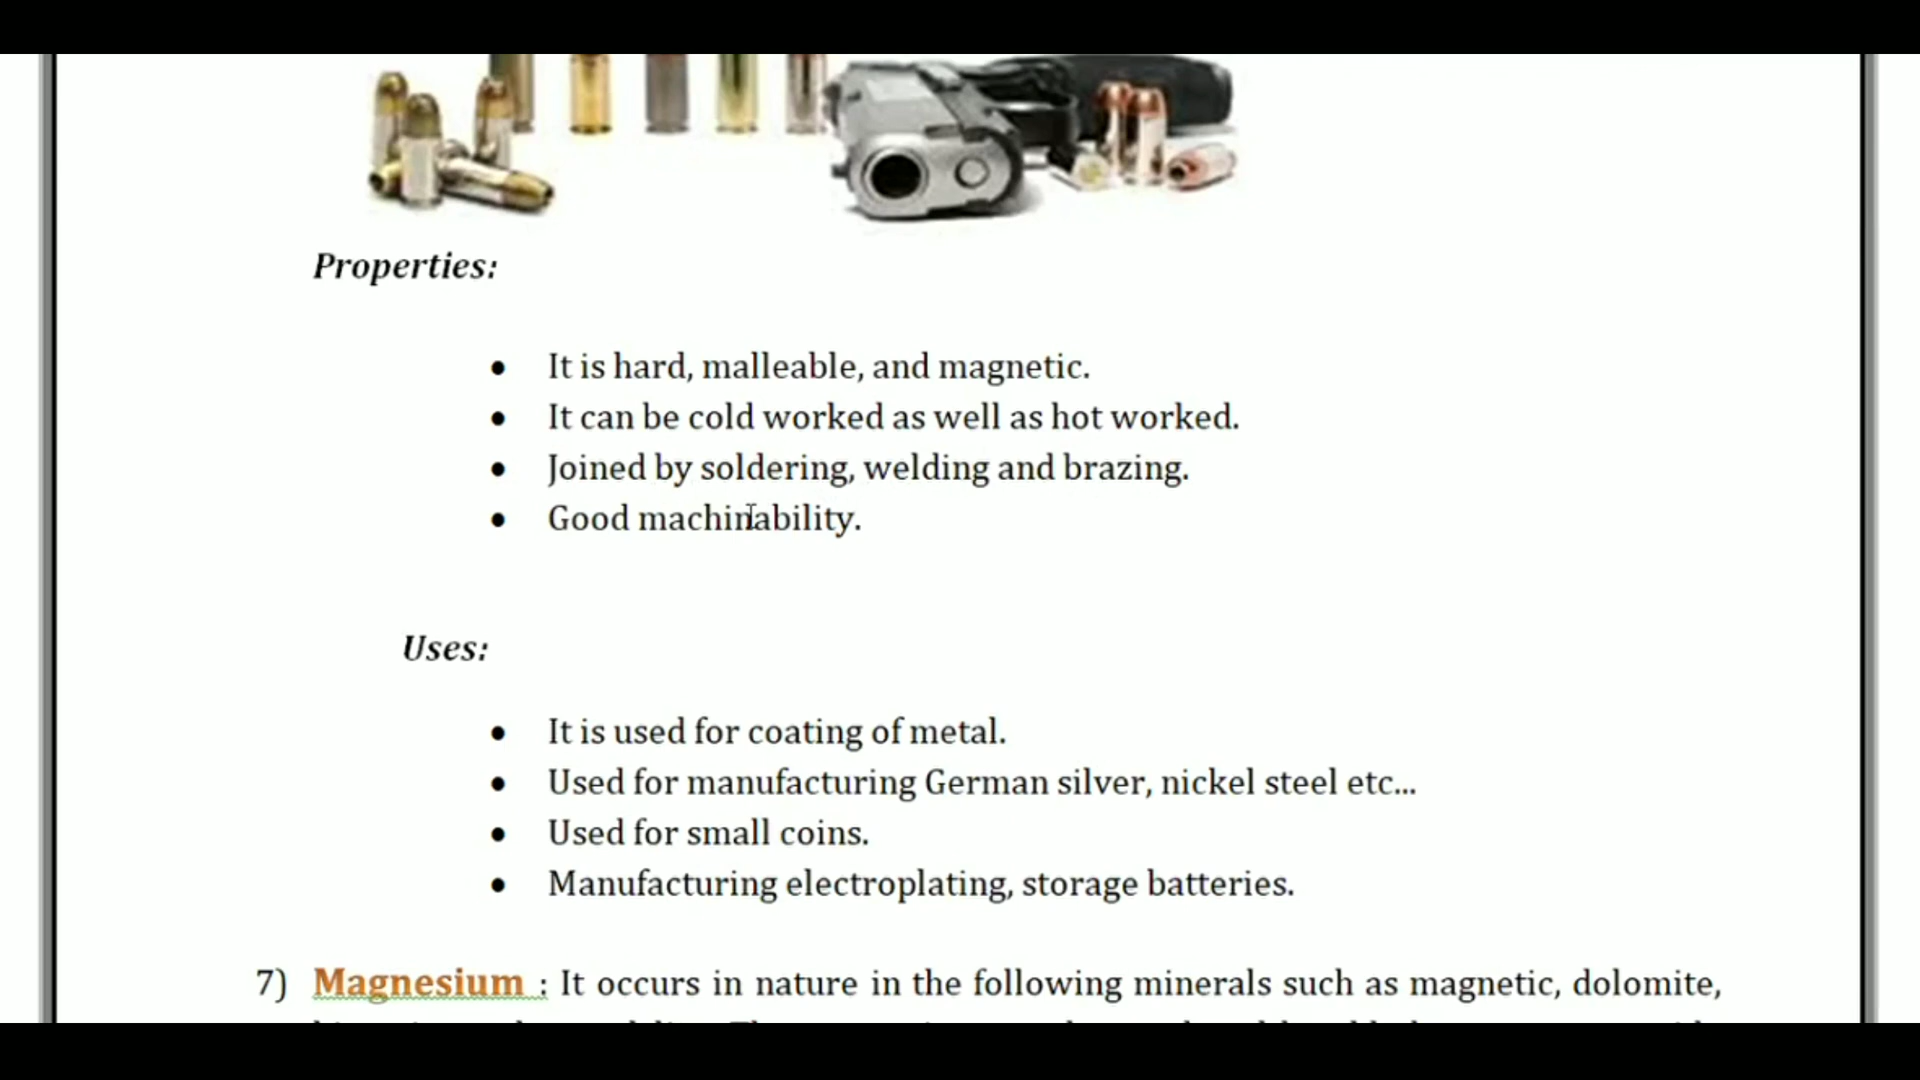 Properties:
• It is hard, malleable, and magnetic.
• It can be cold worked as well as hot worked.
• Joined by soldering, welding and brazing.
• Good machinability.
Uses:
• It is used for coating of metal.
• Used for manufacturing German silver, nickel steel etc...
• Used for small coins.
• Manufacturing electroplating, storage batteries.
7) Magnesium : It occurs in nature in the following minerals such as magnetic, dolomite,